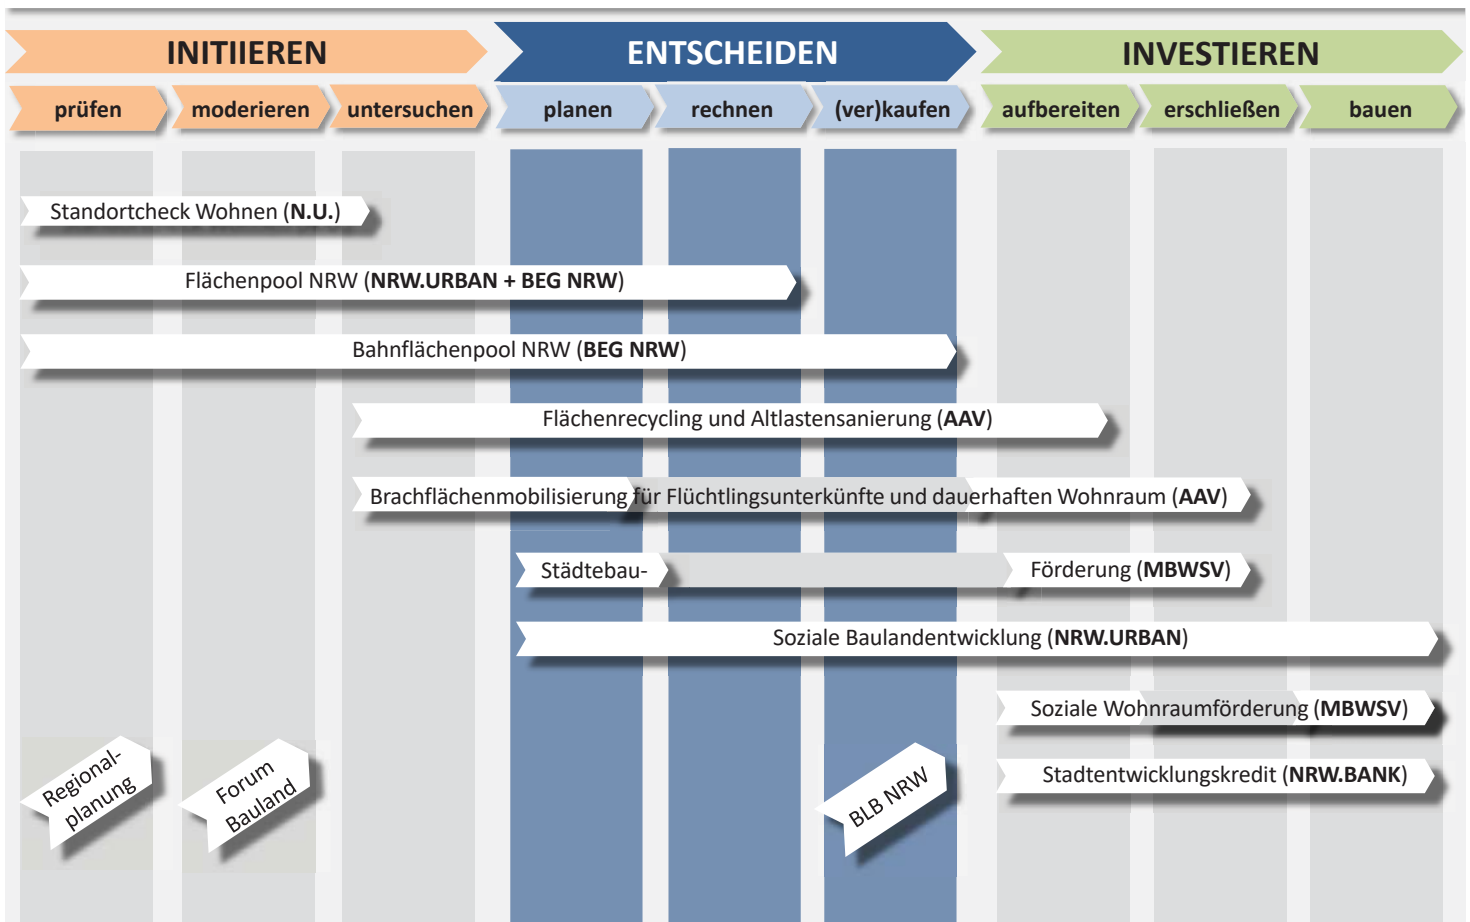 INITIIEREN
ENTSCHEIDEN
INVESTIEREN
prüfen
moderieren
untersuchen
planen
rechnen
(ver)kaufen
aufbereiten
erschließen
bauen
Standortcheck Wohnen (N.U.)
Flächenpool NRW (NRW.URBAN + BEG NRW)
Bahnflächenpool NRW (BEG NRW)
Flächenrecycling und Altlastensanierung (AAV)
Brachflächenmobilisierung für Flüchtlingsunterkünfte und dauerhaften Wohnraum (AAV)
Städtebau- Förderung (MBWSV)
Soziale Baulandentwicklung (NRW.URBAN)
Soziale Wohnraumförderung (MBWSV)
Stadtentwicklungskredit (NRW.BANK)
Regional-
planung
Forum
Bauland
BLB NRW